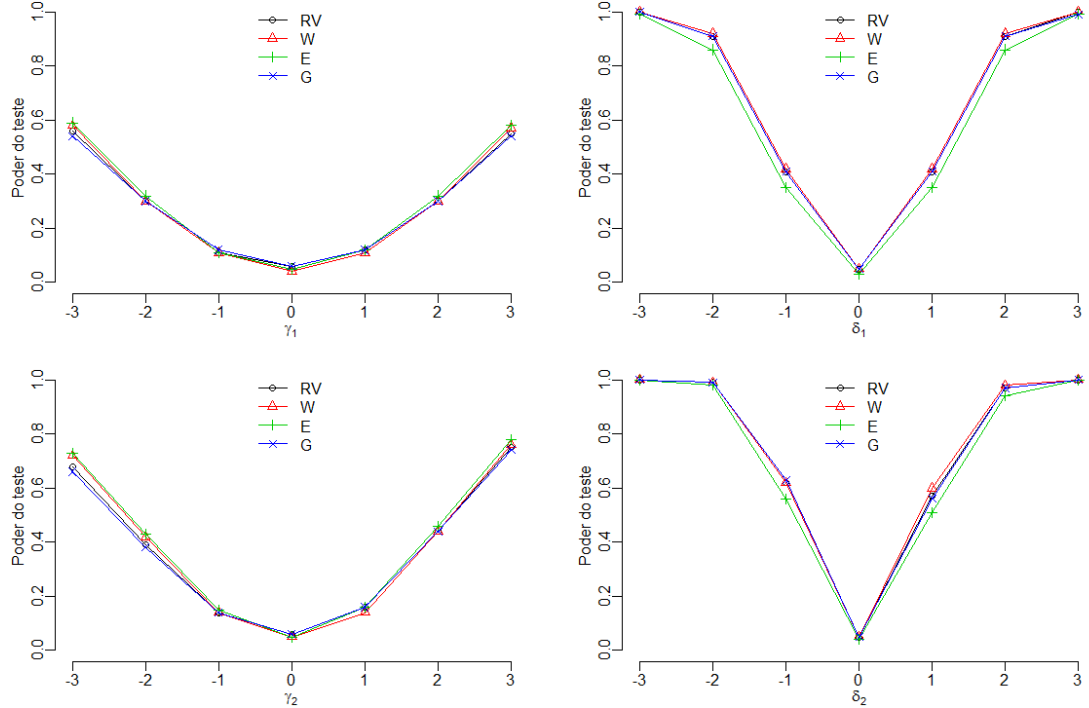 RV
W
E
G
Poder do teste
0.0 0.2 0.4 0.6 0.8 1.0
-3 -2 -1 0 1 2 3
γ₁
RV
W
E
G
Poder do teste
0.0 0.2 0.4 0.6 0.8 1.0
-3 -2 -1 0 1 2 3
δ₁
RV
W
E
G
Poder do teste
0.0 0.2 0.4 0.6 0.8 1.0
-3 -2 -1 0 1 2 3
γ₂
RV
W
E
G
Poder do teste
0.0 0.2 0.4 0.6 0.8 1.0
-3 -2 -1 0 1 2 3
δ₂